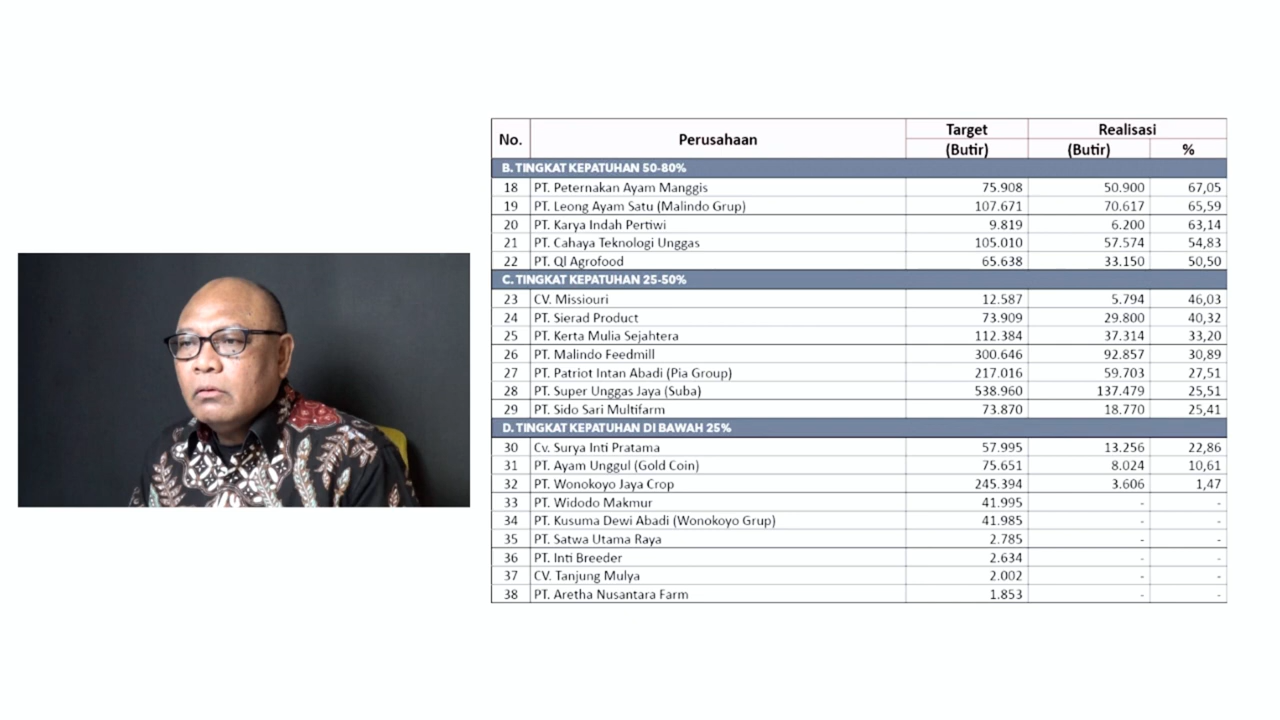 No. Perusahaan Target (Butir) Realisasi (Butir) %
B. TINGKAT KEPATUHAN 50-80%
18 PT. Peternakan Ayam Manggis 75.908 50.900 67,05
19 PT. Leong Ayam Satu (Malindo Grup) 107.671 70.617 65,59
20 PT. Karya Indah Pertiwi 9.819 6.200 63,14
21 PT. Cahaya Teknologi Unggas 105.010 57.574 54,83
22 PT. QI Agrofood 65.638 33.150 50,50
C. TINGKAT KEPATUHAN 25-50%
23 CV. Missiouri 12.587 5.794 46,03
24 PT. Sierad Product 73.909 29.800 40,32
25 PT. Kerta Mulia Sejahtera 112.384 37.314 33,20
26 PT. Malindo Feedmill 300.646 92.857 30,89
27 PT. Patriot Intan Abadi (Pia Group) 217.016 59.703 27,51
28 PT. Super Unggas Jaya (Suba) 538.960 137.479 25,51
29 PT. Sido Sari Multifarm 73.870 18.770 25,41
D. TINGKAT KEPATUHAN DI BAWAH 25%
30 Cv. Surya Inti Pratama 57.995 13.256 22,86
31 PT. Ayam Unggul (Gold Coin) 75.651 8.024 10,61
32 PT. Wonokoyo Jaya Crop 245.394 3.606 1,47
33 PT. Widodo Makmur 41.995 - -
34 PT. Kusuma Dewi Abadi (Wonokoyo Grup) 41.985 - -
35 PT. Satwa Utama Raya 2.785 - -
36 PT. Inti Breeder 2.634 - -
37 CV. Tanjung Mulya 2.002 - -
38 PT. Aretha Nusantara Farm 1.853 - -